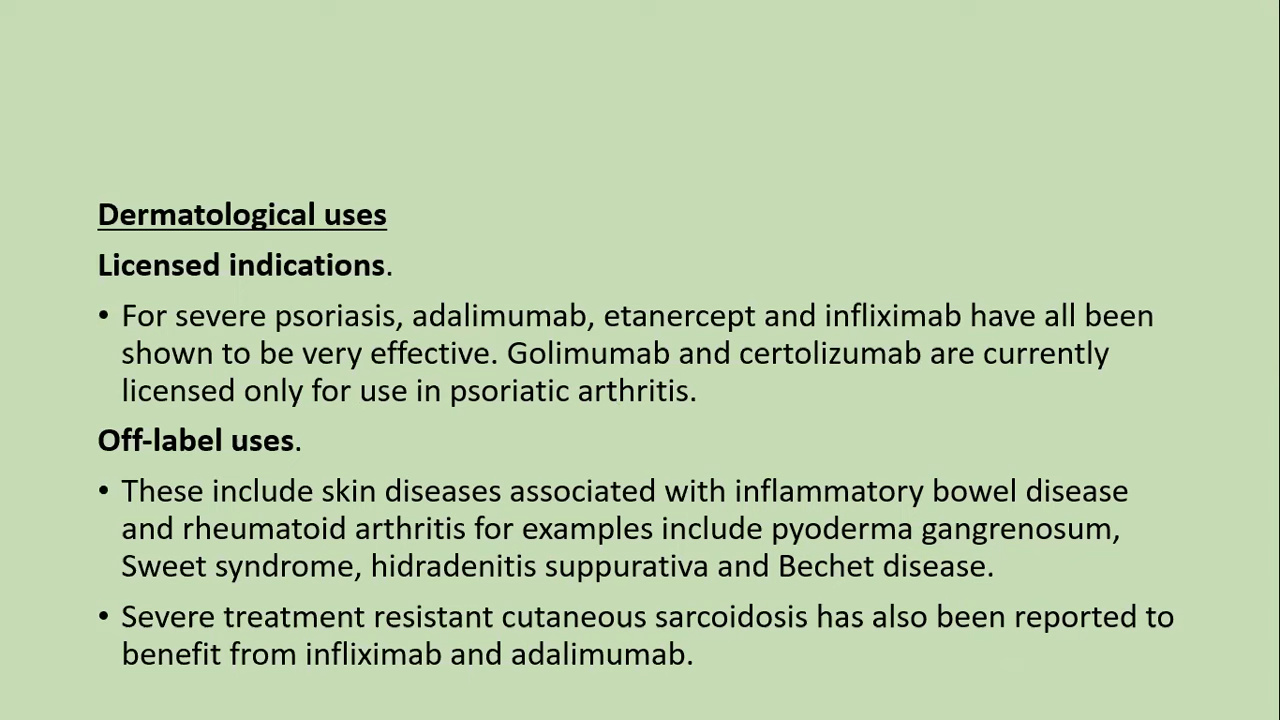 Dermatological uses
Licensed indications.
• For severe psoriasis, adalimumab, etanercept and infliximab have all been
shown to be very effective. Golimumab and certolizumab are currently
licensed only for use in psoriatic arthritis.
Off-label uses.
• These include skin diseases associated with inflammatory bowel disease
and rheumatoid arthritis for examples include pyoderma gangrenosum,
Sweet syndrome, hidradenitis suppurativa and Bechet disease.
• Severe treatment resistant cutaneous sarcoidosis has also been reported to
benefit from infliximab and adalimumab.